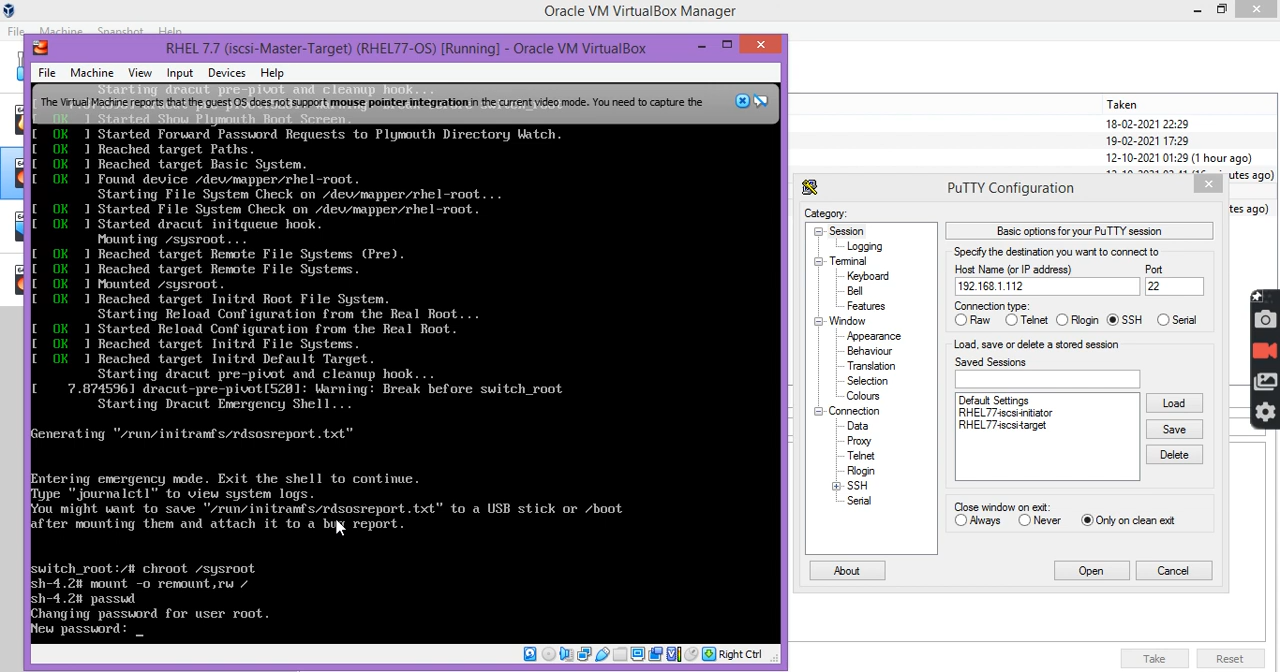 Oracle VM VirtualBox Manager
File Machine Snapshot Help
RHEL 7.7 (iscsi-Master-Target) (RHEL77-OS) [Running] - Oracle VM VirtualBox
File Machine View Input Devices Help
Starting dracut pre-pivot and cleanup hook...
The Virtual Machine reports that the guest OS does not support mouse pointer integration in the current video mode. You need to capture the
[ OK ] Started Show Plymouth Boot Screen.
[ OK ] Started Forward Password Requests to Plymouth Directory Watch.
[ OK ] Reached target Paths.
[ OK ] Reached target Basic System.
[ OK ] Found device /dev/mapper/rhel-root.
Starting File System Check on /dev/mapper/rhel-root...
[ OK ] Started File System Check on /dev/mapper/rhel-root.
[ OK ] Started dracut initqueue hook.
Mounting /sysroot...
[ OK ] Reached target Remote File Systems (Pre).
[ OK ] Reached target Remote File Systems.
[ OK ] Mounted /sysroot.
[ OK ] Reached target Initrd Root File System.
Starting Reload Configuration from the Real Root...
[ OK ] Started Reload Configuration from the Real Root.
[ OK ] Reached target Initrd File Systems.
[ OK ] Reached target Initrd Default Target.
Starting dracut pre-pivot and cleanup hook...
[ 7.874596] dracut-pre-pivot[520]: Warning: Break before switch_root
Starting Dracut Emergency Shell...
Generating "/run/initramfs/rdsosreport.txt"
Entering emergency mode. Exit the shell to continue.
Type "journalctl" to view system logs.
You might want to save "/run/initramfs/rdsosreport.txt" to a USB stick or /boot
after mounting them and attach it to a bug report.
switch_root:/# chroot /sysroot
sh-4.2# mount -o remount,rw /
sh-4.2# passwd
Changing password for user root.
New password: _
Right Ctrl
Taken
18-02-2021 22:29
19-02-2021 17:29
12-10-2021 01:29 (1 hour ago)
PuTTY Configuration
Category:
Session
Logging
Terminal
Keyboard
Bell
Features
Window
Appearance
Behaviour
Translation
Selection
Colours
Connection
Data
Proxy
Telnet
Rlogin
SSH
Serial
Basic options for your PuTTY session
Specify the destination you want to connect to
Host Name (or IP address) Port
192.168.1.112 22
Connection type:
Raw Telnet Rlogin SSH Serial
Load, save or delete a stored session
Saved Sessions
Default Settings
RHEL77-iscsi-initiator
RHEL77-iscsi-target
Load
Save
Delete
Close window on exit:
Always Never Only on clean exit
About Open Cancel
Take Reset